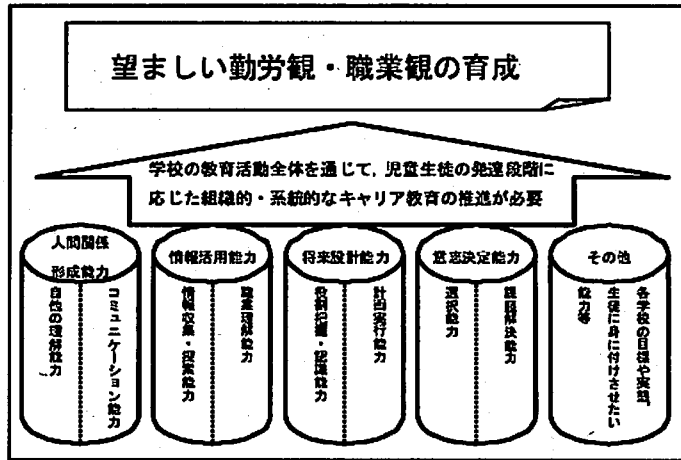 望ましい勤労観・職業観の育成
学校の教育活動全体を通じて，児童生徒の発達段階に
応じた組織的・系統的なキャリア教育の推進が必要
人間関係
形成能力
コミュニケーション能力
自他の理解能力
情報活用能力
職業理解能力
情報収集・探索能力
将来設計能力
計画実行能力
役割把握・認識能力
意志決定能力
課題解決能力
選択能力
その他
各学校の目標や実態，
生徒に身に付けさせたい
能力等